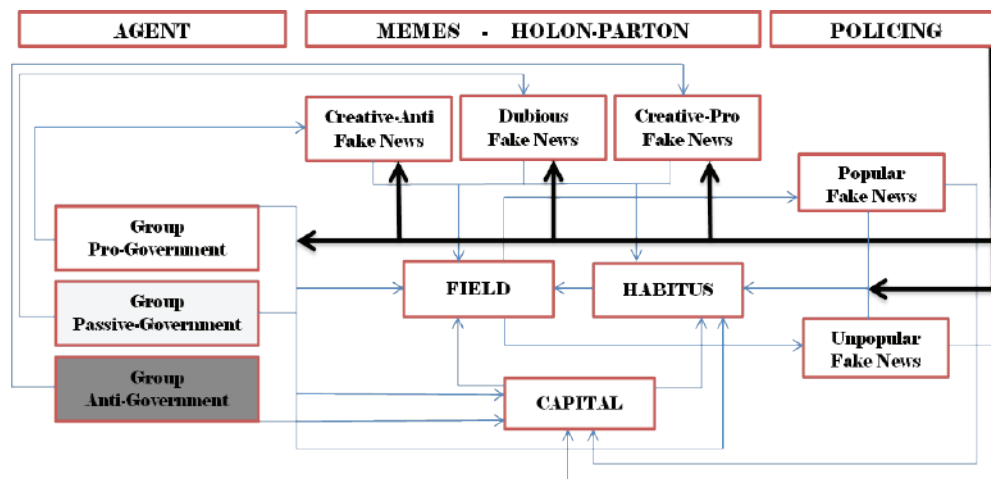 AGENT
MEMES - HOLON-PARTON
POLICING
Creative-Anti
Fake News
Dubious
Fake News
Creative-Pro
Fake News
Popular
Fake News
Group
Pro-Government
FIELD
HABITUS
Group
Passive-Government
Unpopular
Fake News
Group
Anti-Government
CAPITAL